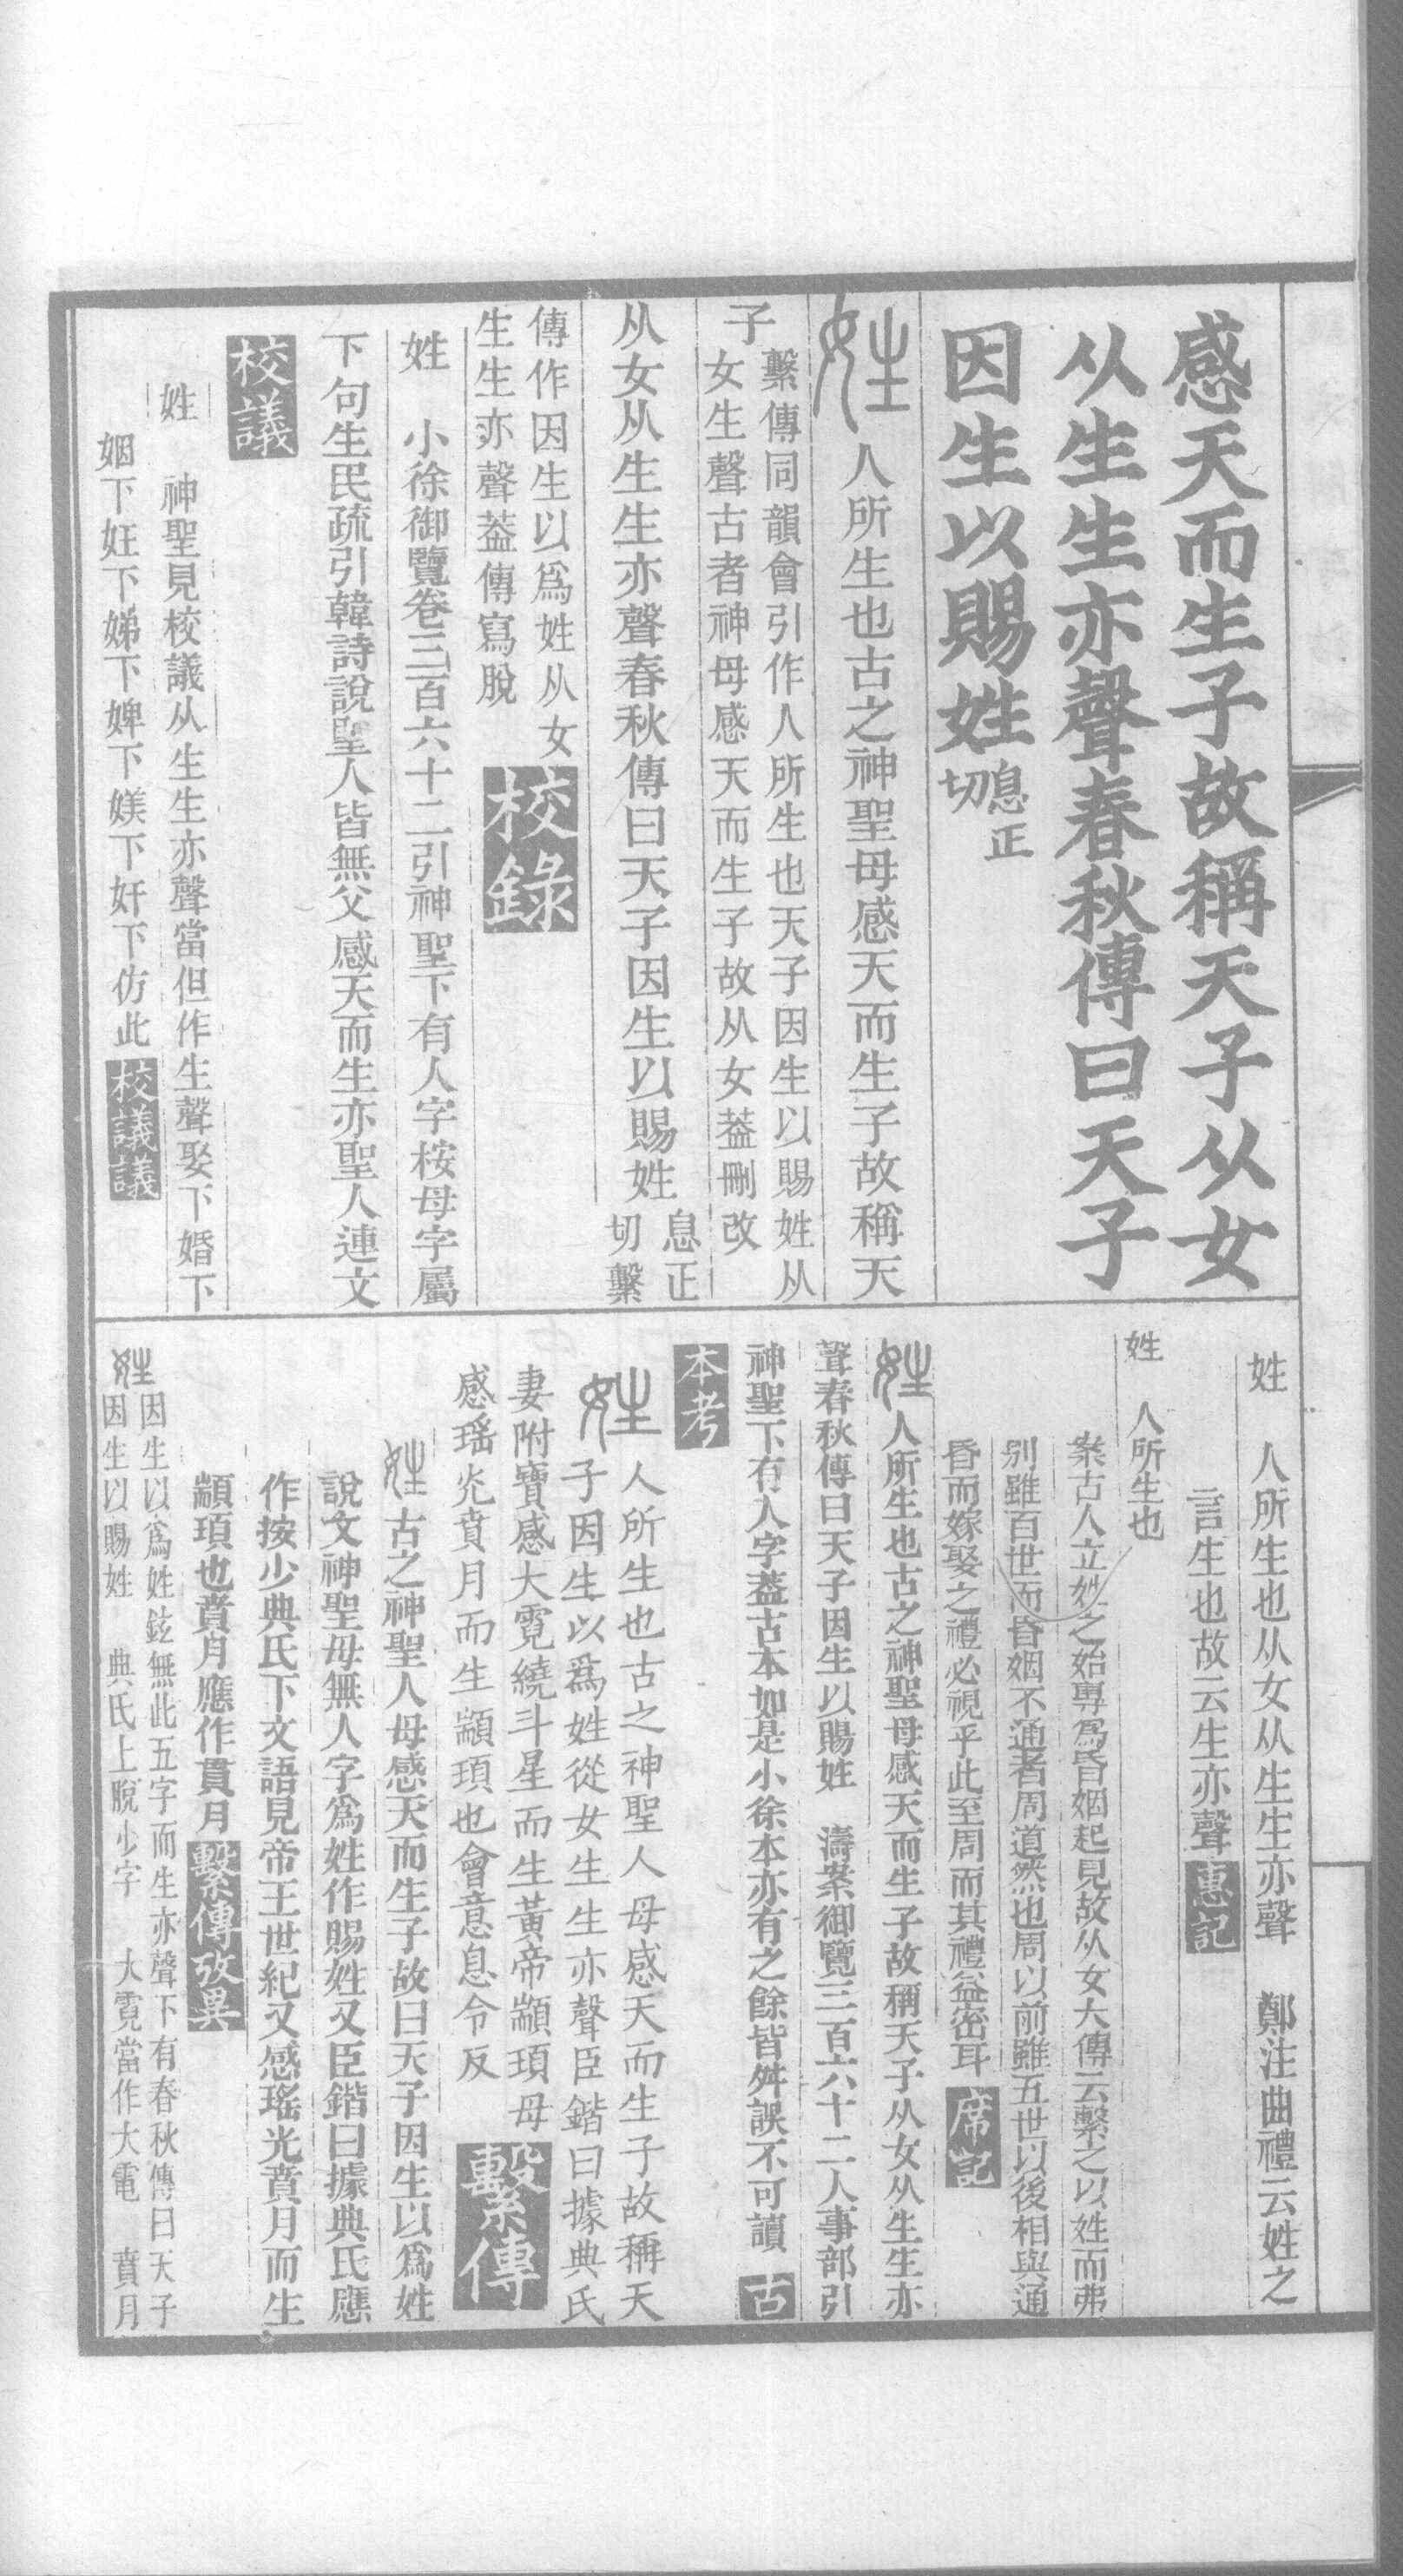 感天而生子故稱天子从女
从生生亦聲春秋傳曰天子
因生以賜姓息正切
姓人所生也古之神聖母感天而生子故稱天
子繫傳同韻會引作人所生也天子因生以賜姓从
女生聲古者神母感天而生子故从女葢刪改
从女从生生亦聲春秋傳曰天子因生以賜姓息正切繫
傳作因生以爲姓从女
生生亦聲葢傳寫脫
校錄
姓　小徐御覽卷三百六十二引神聖下有人字桉母字屬
下句生民疏引韓詩說聖人皆無父感天而生亦聖人連文
校議
姓　神聖見校議从生生亦聲當但作生聲娶下婚下
姻下妊下娣下婢下媄下奸下仿此校議議
姓　人所生也从女从生生亦聲　鄭注曲禮云姓之
言生也故云生亦聲惠記
姓　人所生也
案古人立姓之始專爲昏姻起見故从女大傳云繫之以姓而弗
别雖百世而昏姻不通者周道然也周以前雖五世以後相與通
昏而嫁娶之禮必視乎此至周而其禮益密耳席記
姓人所生也古之神聖母感天而生子故稱天子从女从生生亦
聲春秋傳曰天子因生以賜姓　濤案御覽三百六十二人事部引
神聖下有人字葢古本如是小徐本亦有之餘皆舛誤不可讀　古
本考
姓人所生也古之神聖人母感天而生子故稱天
子因生以爲姓從女生生亦聲臣鍇曰據典氏
妻附寶感大霓繞斗星而生黃帝顓頊母
感瑤光賁月而生顓頊也會意息令反
繫傳
姓古之神聖人母感天而生子故曰天子因生以爲姓
說文神聖母無人字爲姓作賜姓又臣鍇曰據典氏應
作按少典氏下文語見帝王世紀又感瑤光賁月而生
顓頊也賁月應作貫月繫傳攷異
姓因生以爲姓鉉無此五字而生亦聲下有春秋傳曰天子
因生以賜姓　典氏上脫少字　大霓當作大電　賁月